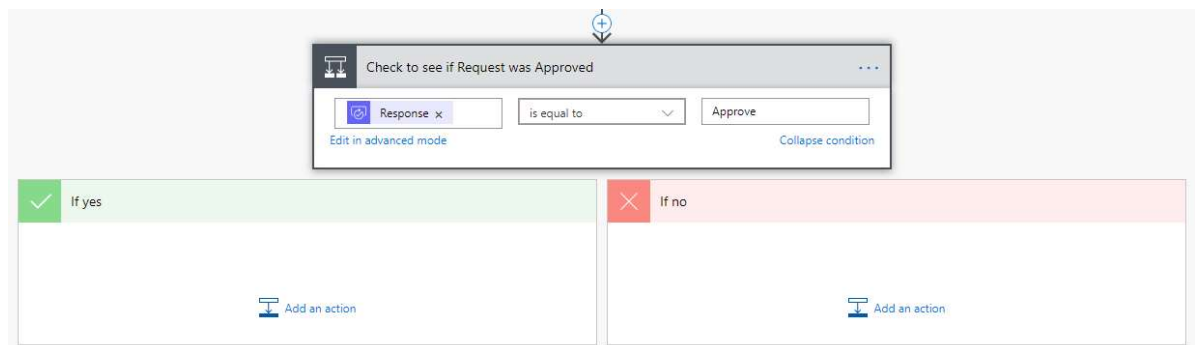 Check to see if Request was Approved
Response x is equal to Approve
Edit in advanced mode Collapse condition
If yes If no
Add an action Add an action